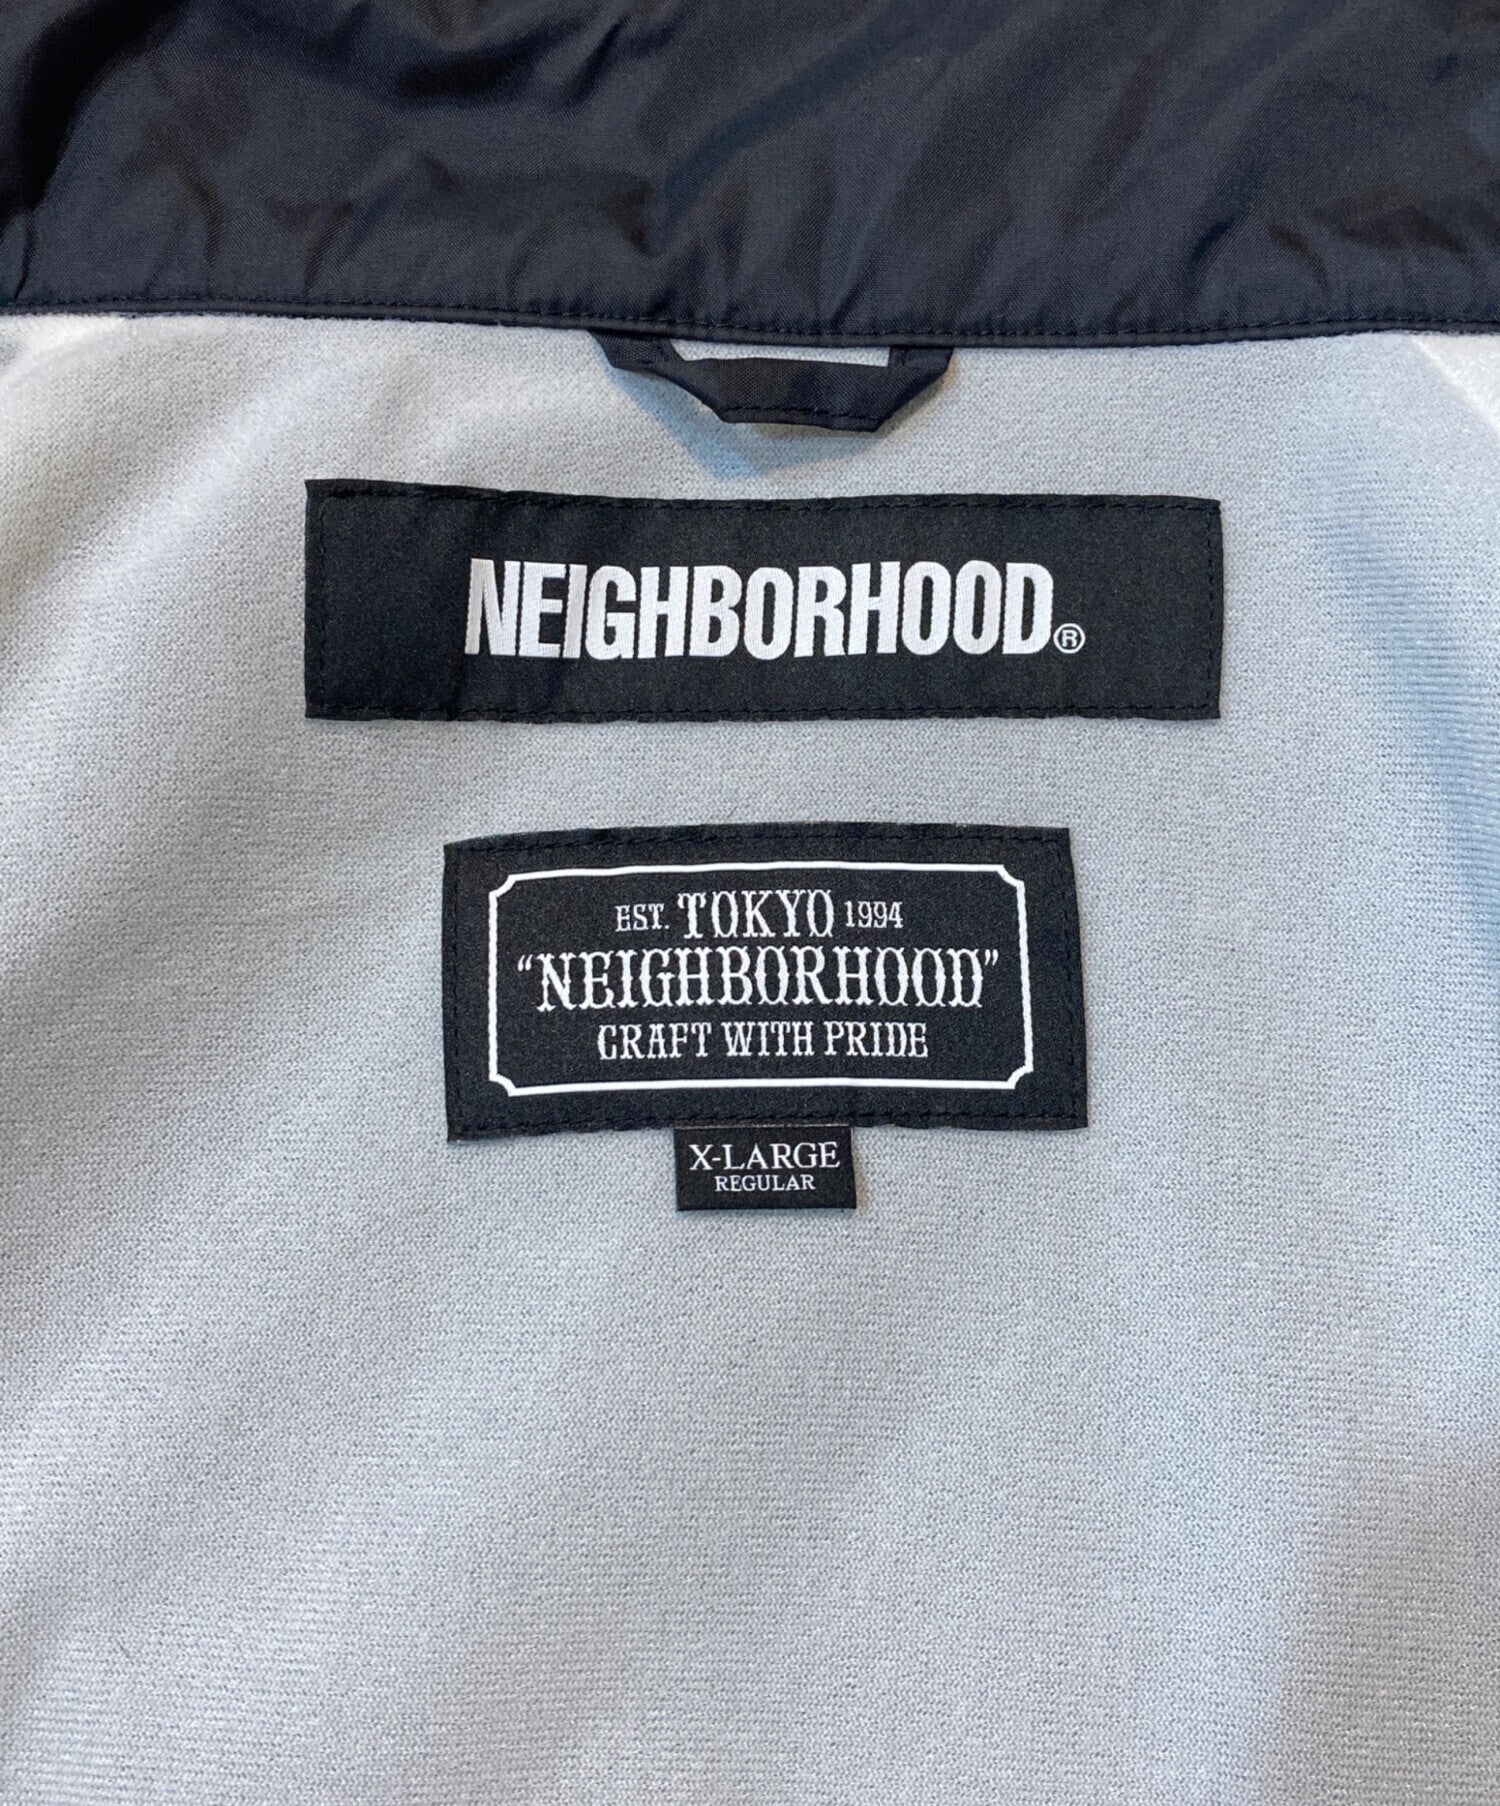 NEIGHBORHOOD®
EST. TOKYO 1994
“NEIGHBORHOOD”
CRAFT WITH PRIDE
X-LARGE
REGULAR